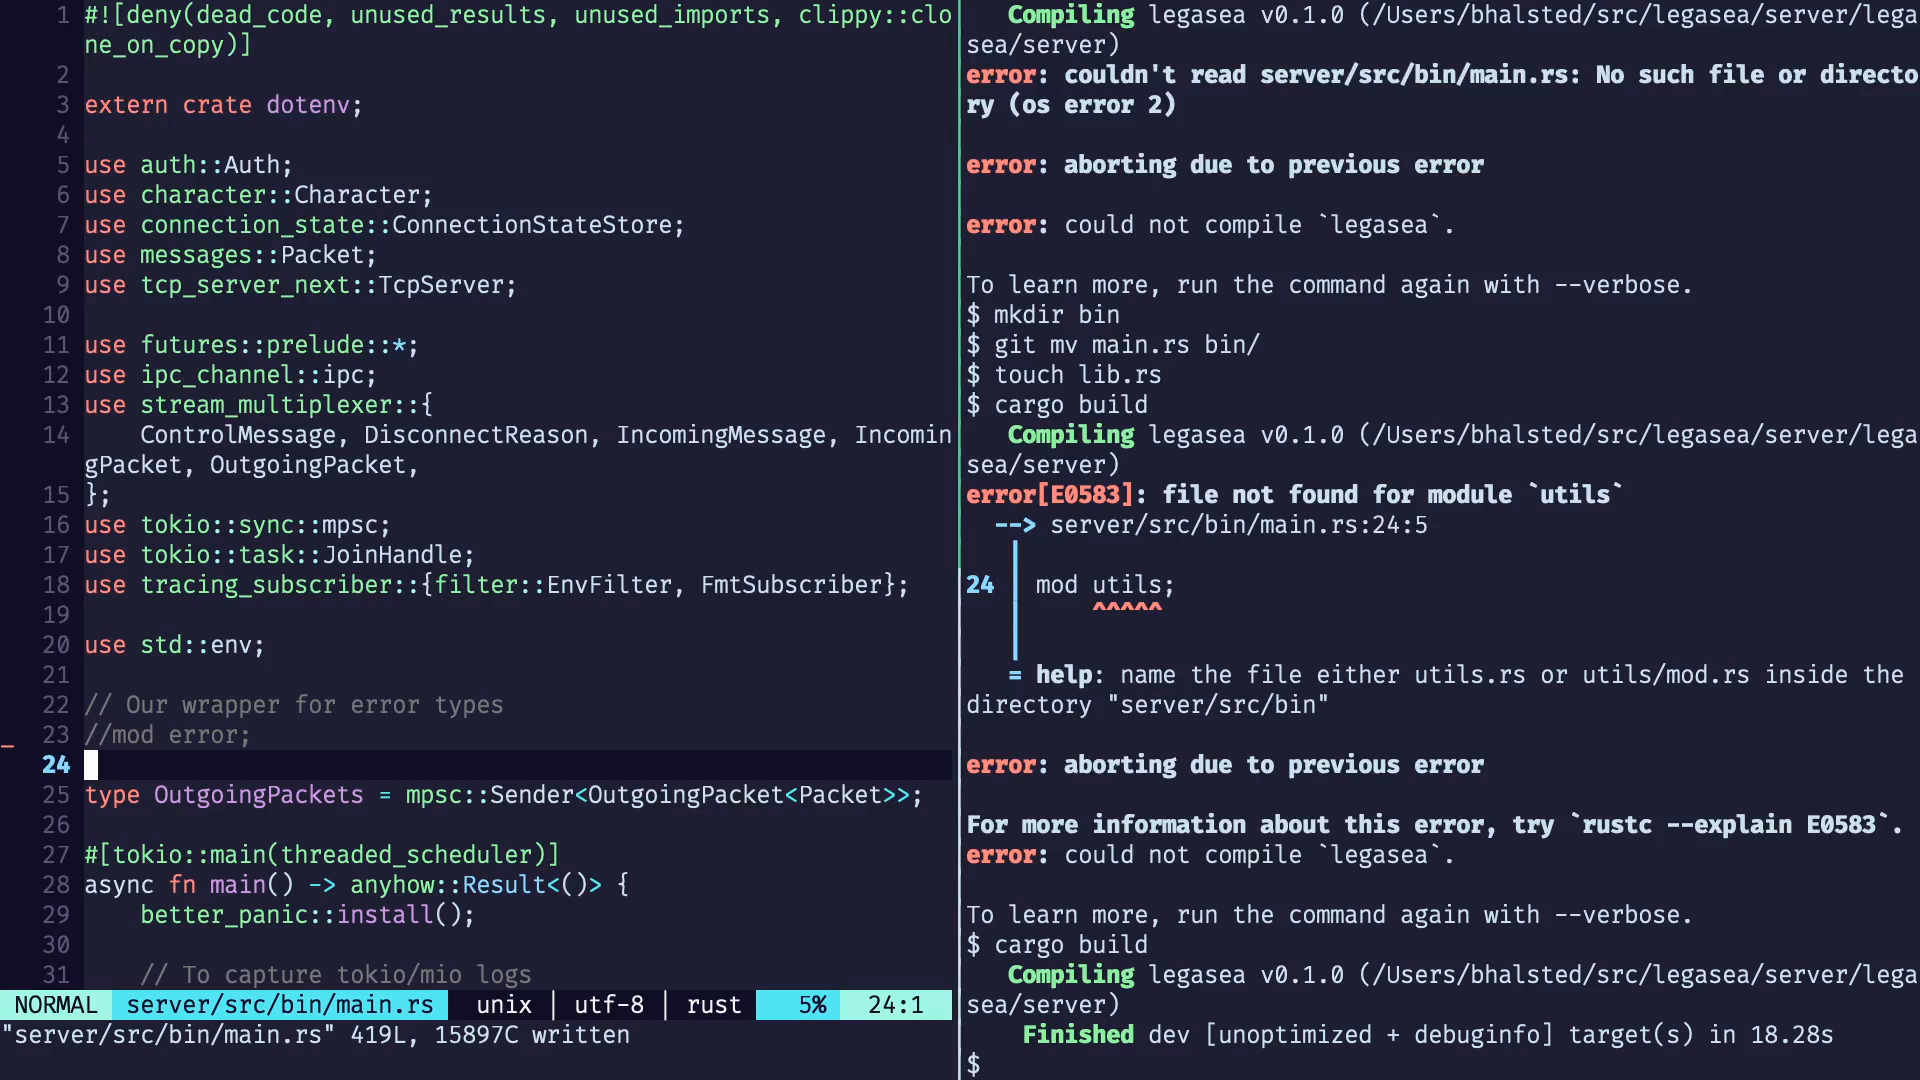 1 #![deny(dead_code, unused_results, unused_imports, clippy::clo
ne_on_copy)]
2
3 extern crate dotenv;
4
5 use auth::Auth;
6 use character::Character;
7 use connection_state::ConnectionStateStore;
8 use messages::Packet;
9 use tcp_server_next::TcpServer;
10
11 use futures::prelude::*;
12 use ipc_channel::ipc;
13 use stream_multiplexer::{
14     ControlMessage, DisconnectReason, IncomingMessage, Incomin
gPacket, OutgoingPacket,
15 };
16 use tokio::sync::mpsc;
17 use tokio::task::JoinHandle;
18 use tracing_subscriber::{filter::EnvFilter, FmtSubscriber};
19
20 use std::env;
21
22 // Our wrapper for error types
23 //mod error;
24
25 type OutgoingPackets = mpsc::Sender<OutgoingPacket<Packet>>;
26
27 #[tokio::main(threaded_scheduler)]
28 async fn main() -> anyhow::Result<()> {
29     better_panic::install();
30
31     // To capture tokio/mio logs
NORMAL server/src/bin/main.rs unix | utf-8 | rust 5% 24:1
"server/src/bin/main.rs" 419L, 15897C written
   Compiling legasea v0.1.0 (/Users/bhalsted/src/legasea/server/lega
sea/server)
error: couldn't read server/src/bin/main.rs: No such file or directo
ry (os error 2)

error: aborting due to previous error

error: could not compile `legasea`.

To learn more, run the command again with --verbose.
$ mkdir bin
$ git mv main.rs bin/
$ touch lib.rs
$ cargo build
   Compiling legasea v0.1.0 (/Users/bhalsted/src/legasea/server/lega
sea/server)
error[E0583]: file not found for module `utils`
  --> server/src/bin/main.rs:24:5
   |
24 | mod utils;
   |     ^^^^^
   |
   = help: name the file either utils.rs or utils/mod.rs inside the
directory "server/src/bin"

error: aborting due to previous error

For more information about this error, try `rustc --explain E0583`.
error: could not compile `legasea`.

To learn more, run the command again with --verbose.
$ cargo build
   Compiling legasea v0.1.0 (/Users/bhalsted/src/legasea/server/lega
sea/server)
    Finished dev [unoptimized + debuginfo] target(s) in 18.28s
$